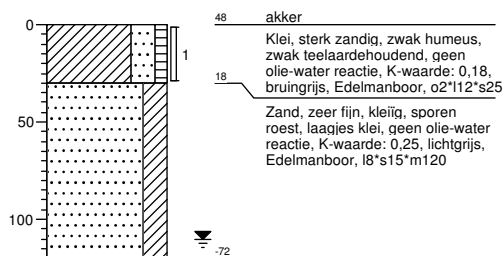 0
50
100
1
48 akker
Klei, sterk zandig, zwak humeus,
zwak teelaardehoudend, geen
olie-water reactie, K-waarde: 0,18,
bruingrijs, Edelmanboor, o2*l12*s25
18
Zand, zeer fijn, kleiïg, sporen
roest, laagjes klei, geen olie-water
reactie, K-waarde: 0,25, lichtgrijs,
Edelmanboor, l8*s15*m120
-72